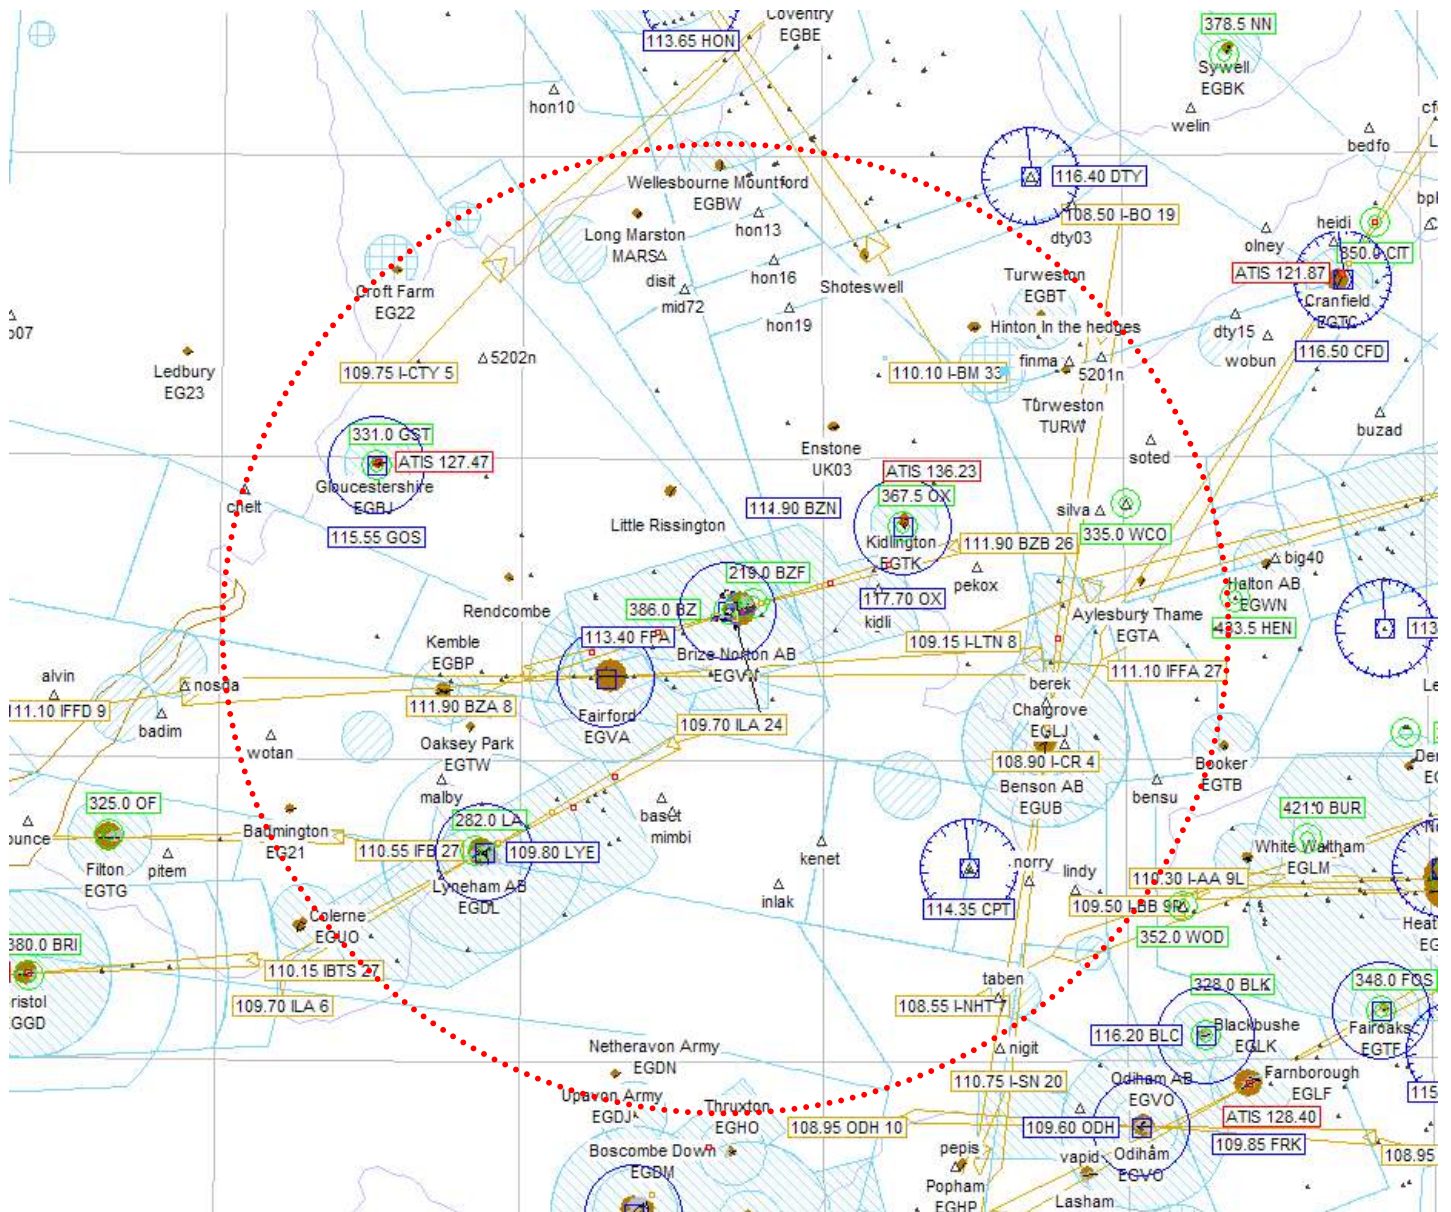 Coventry
EGBE
113.65 HON
378.5 NN
Sywell
EGBK
hon10
welin
bedfo
116.40 DTY
Wellesbourne Mountford
EGBW
108.50 I-BO 19
hon13
Long Marston
MARS
dty03
olney
heidi
350.0 CIT
ATIS 121.87
Cranfield
EGTC
116.50 CFD
disit
mid72
hon16
hon19
Shoteswell
Turweston
EGBT
Hinton In the hedges
Croft Farm
EG22
o07
Ledbury
EG23
109.75 I-CTY 5
5202n
110.10 I-BM 33
finma
5201n
dty15
wobun
Turweston
TURW
buzad
331.0 GST
ATIS 127.47
Gloucestershire
EGBJ
115.55 GOS
chelt
Enstone
UK03
soted
ATIS 136.23
367.5 OX
Little Rissington
111.90 BZN
Kidlington
EGTK
silva
335.0 WCO
111.90 BZB 26
pekox
big40
Halton AB
EGWN
433.5 HEN
219.0 BZF
386.0 BZ
117.70 OX
kidli
Rendcombe
Aylesbury Thame
EGTA
Kemble
EGBP
113.40 FFA
Brize Norton AB
EGVN
109.15 I-LTN 8
111.10 IFFA 27
alvin
nosda
111.10 IFFD 9
badim
111.90 BZA 8
Fairford
EGVA
109.70 ILA 24
berek
Chalgrove
EGLJ
wotan
Oaksey Park
EGTW
malby
108.90 I-CR 4
Benson AB
EGUB
Booker
EGTB
bensu
325.0 OF
ounce
Filton
EGTG
pitem
Badmington
EG21
110.55 IFB 27
282.0 LA
109.80 LYE
Lyneham AB
EGDL
baset
mimbi
kenet
inlak
421.0 BUR
White Waltham
EGLM
norry
lindy
110.30 I-AA 9L
109.50 I-BB 9R
114.35 CPT
352.0 WOD
Colerne
EGUO
380.0 BRI
ristol
GGD
110.15 IBTS 27
109.70 ILA 6
taben
108.55 I-NHT 7
328.0 BLK
348.0 FOS
116.20 BLC
Blackbushe
EGLK
Fairoaks
EGTF
nigit
Netheravon Army
EGDN
Upavon Army
EGDJ
110.75 I-SN 20
Odiham AB
EGVO
Farnborough
EGLF
Thruxton
EGHO
108.95 ODH 10
109.60 ODH
ATIS 128.40
109.85 FRK
108.95
Boscombe Down
EGDM
pepis
Popham
EGHP
vapid
Odiham
EGVO
Lasham